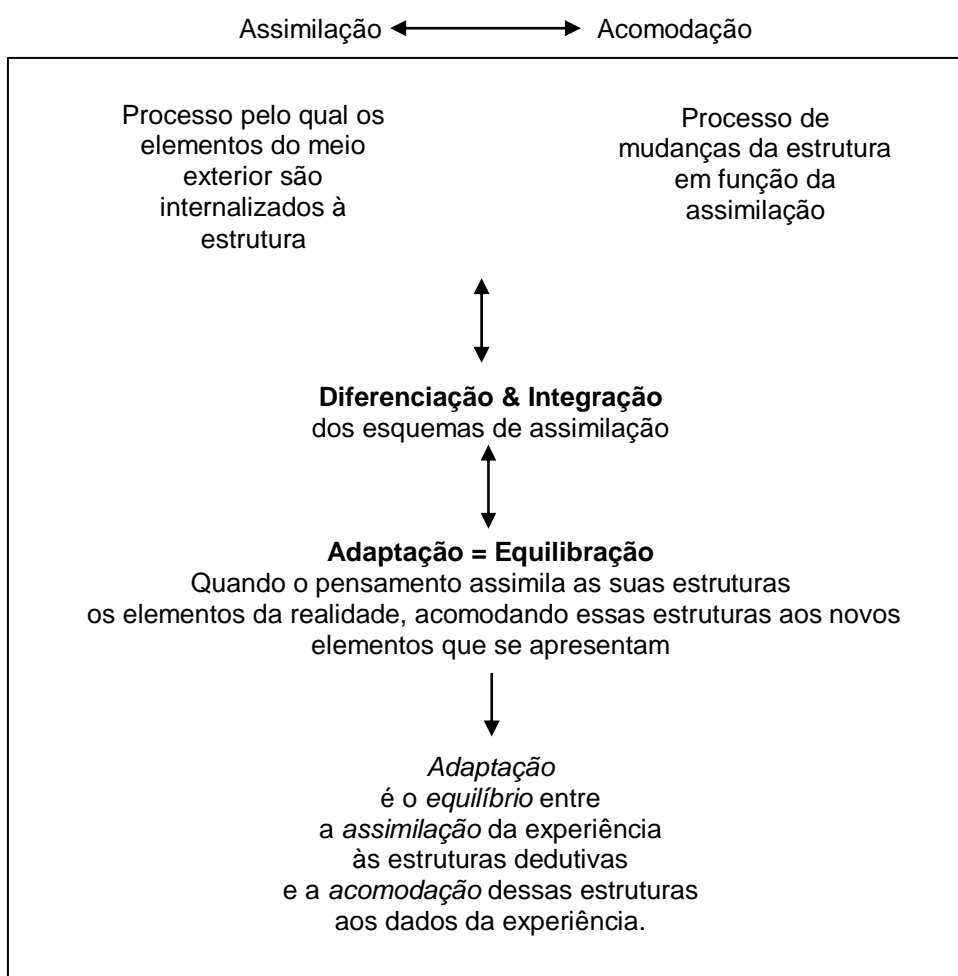 Assimilação Acomodação
Processo pelo qual os
elementos do meio
exterior são
internalizados à
estrutura
Processo de
mudanças da estrutura
em função da
assimilação
Diferenciação & Integração
dos esquemas de assimilação
Adaptação = Equilibração
Quando o pensamento assimila as suas estruturas
os elementos da realidade, acomodando essas estruturas aos novos
elementos que se apresentam
Adaptação
é o equilíbrio entre
a assimilação da experiência
às estruturas dedutivas
e a acomodação dessas estruturas
aos dados da experiência.